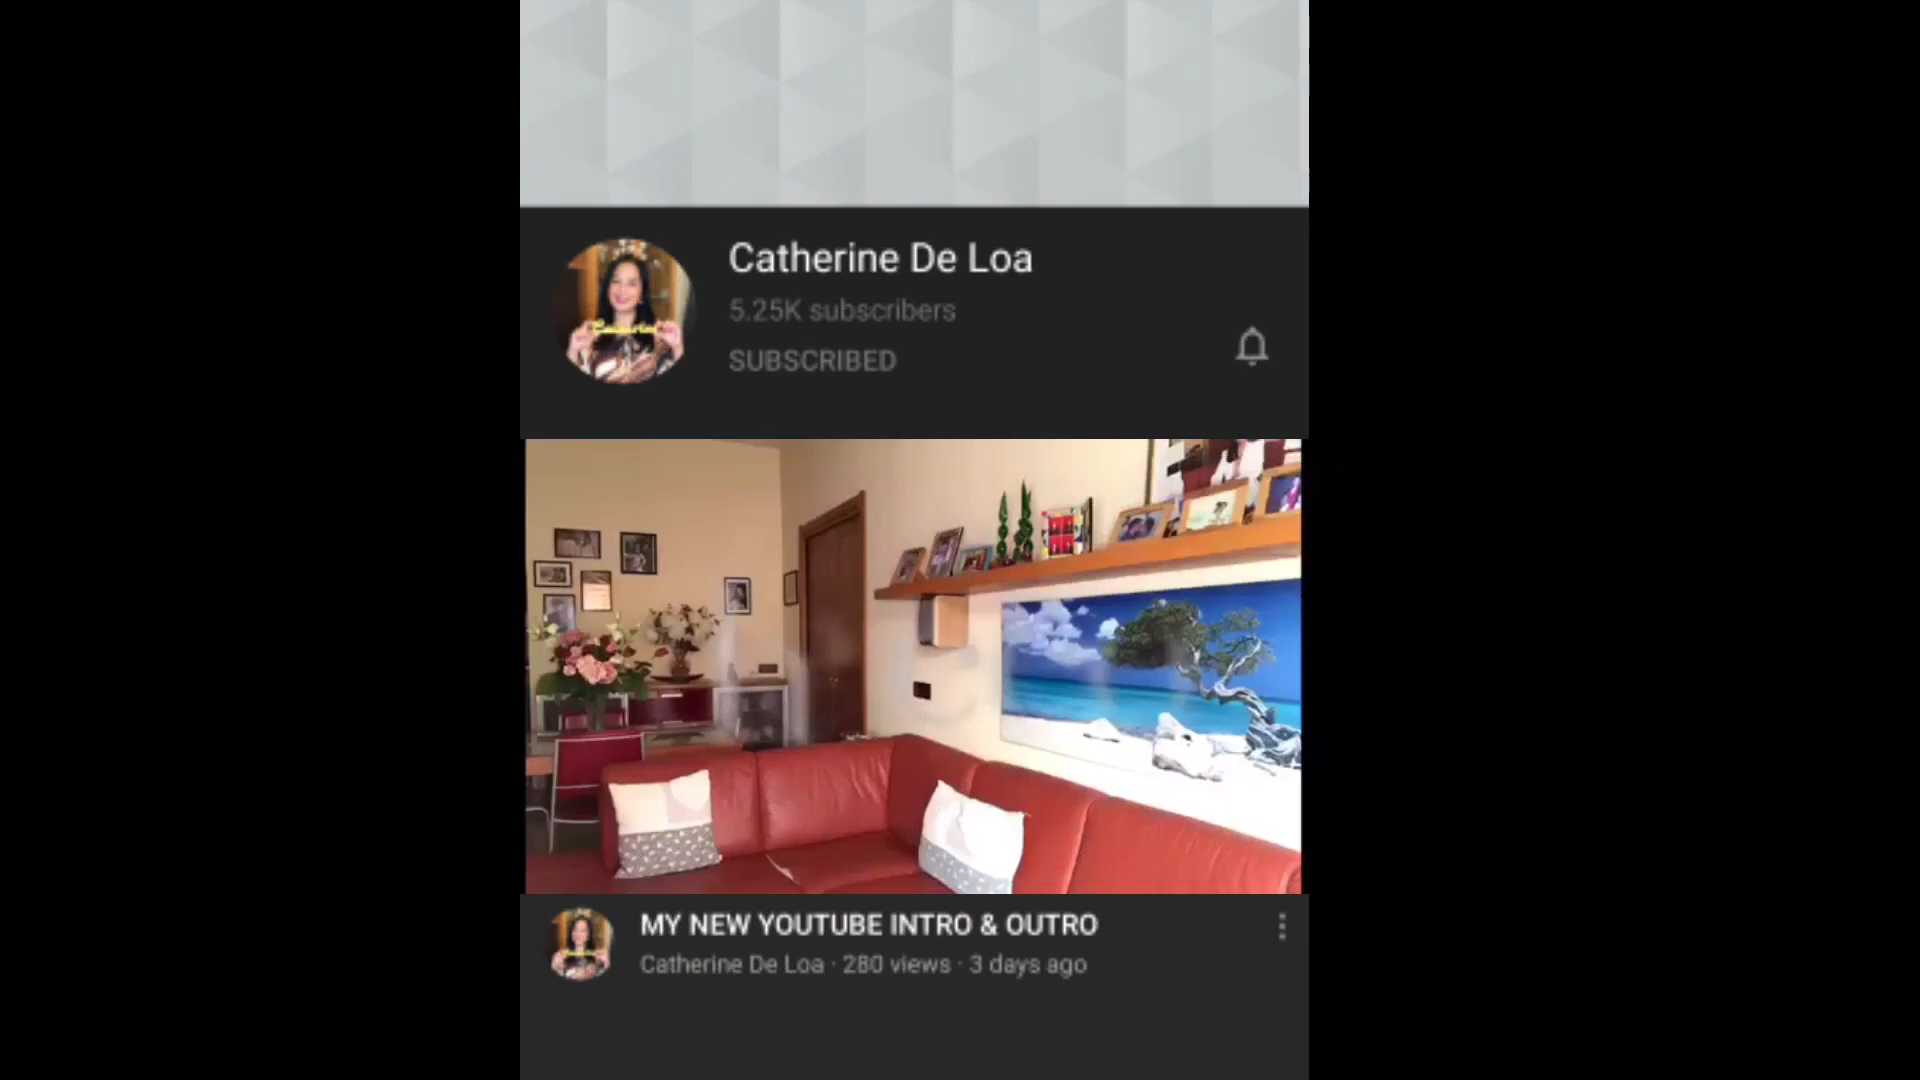 Catherine De Loa
5.25K subscribers
SUBSCRIBED
MY NEW YOUTUBE INTRO & OUTRO
Catherine De Loa · 280 views · 3 days ago